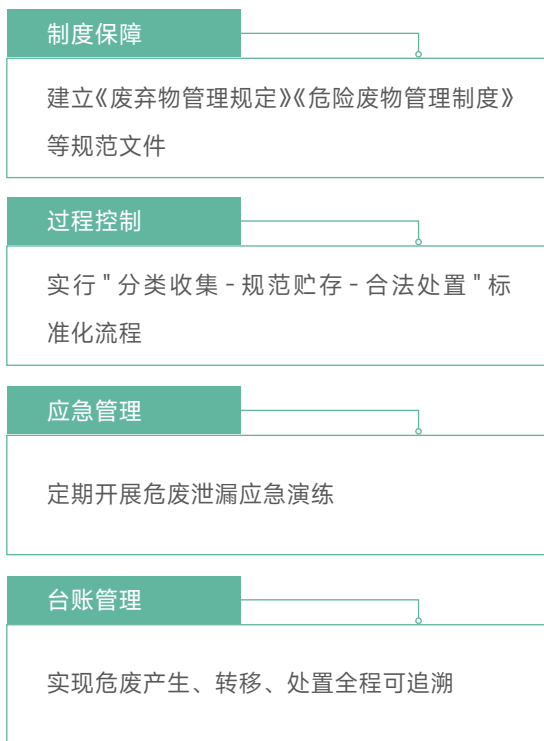 制度保障
建立《废弃物管理规定》《危险废物管理制度》
等规范文件
过程控制
实行"分类收集-规范贮存-合法处置"标
准化流程
应急管理
定期开展危废泄漏应急演练
台账管理
实现危废产生、转移、处置全程可追溯